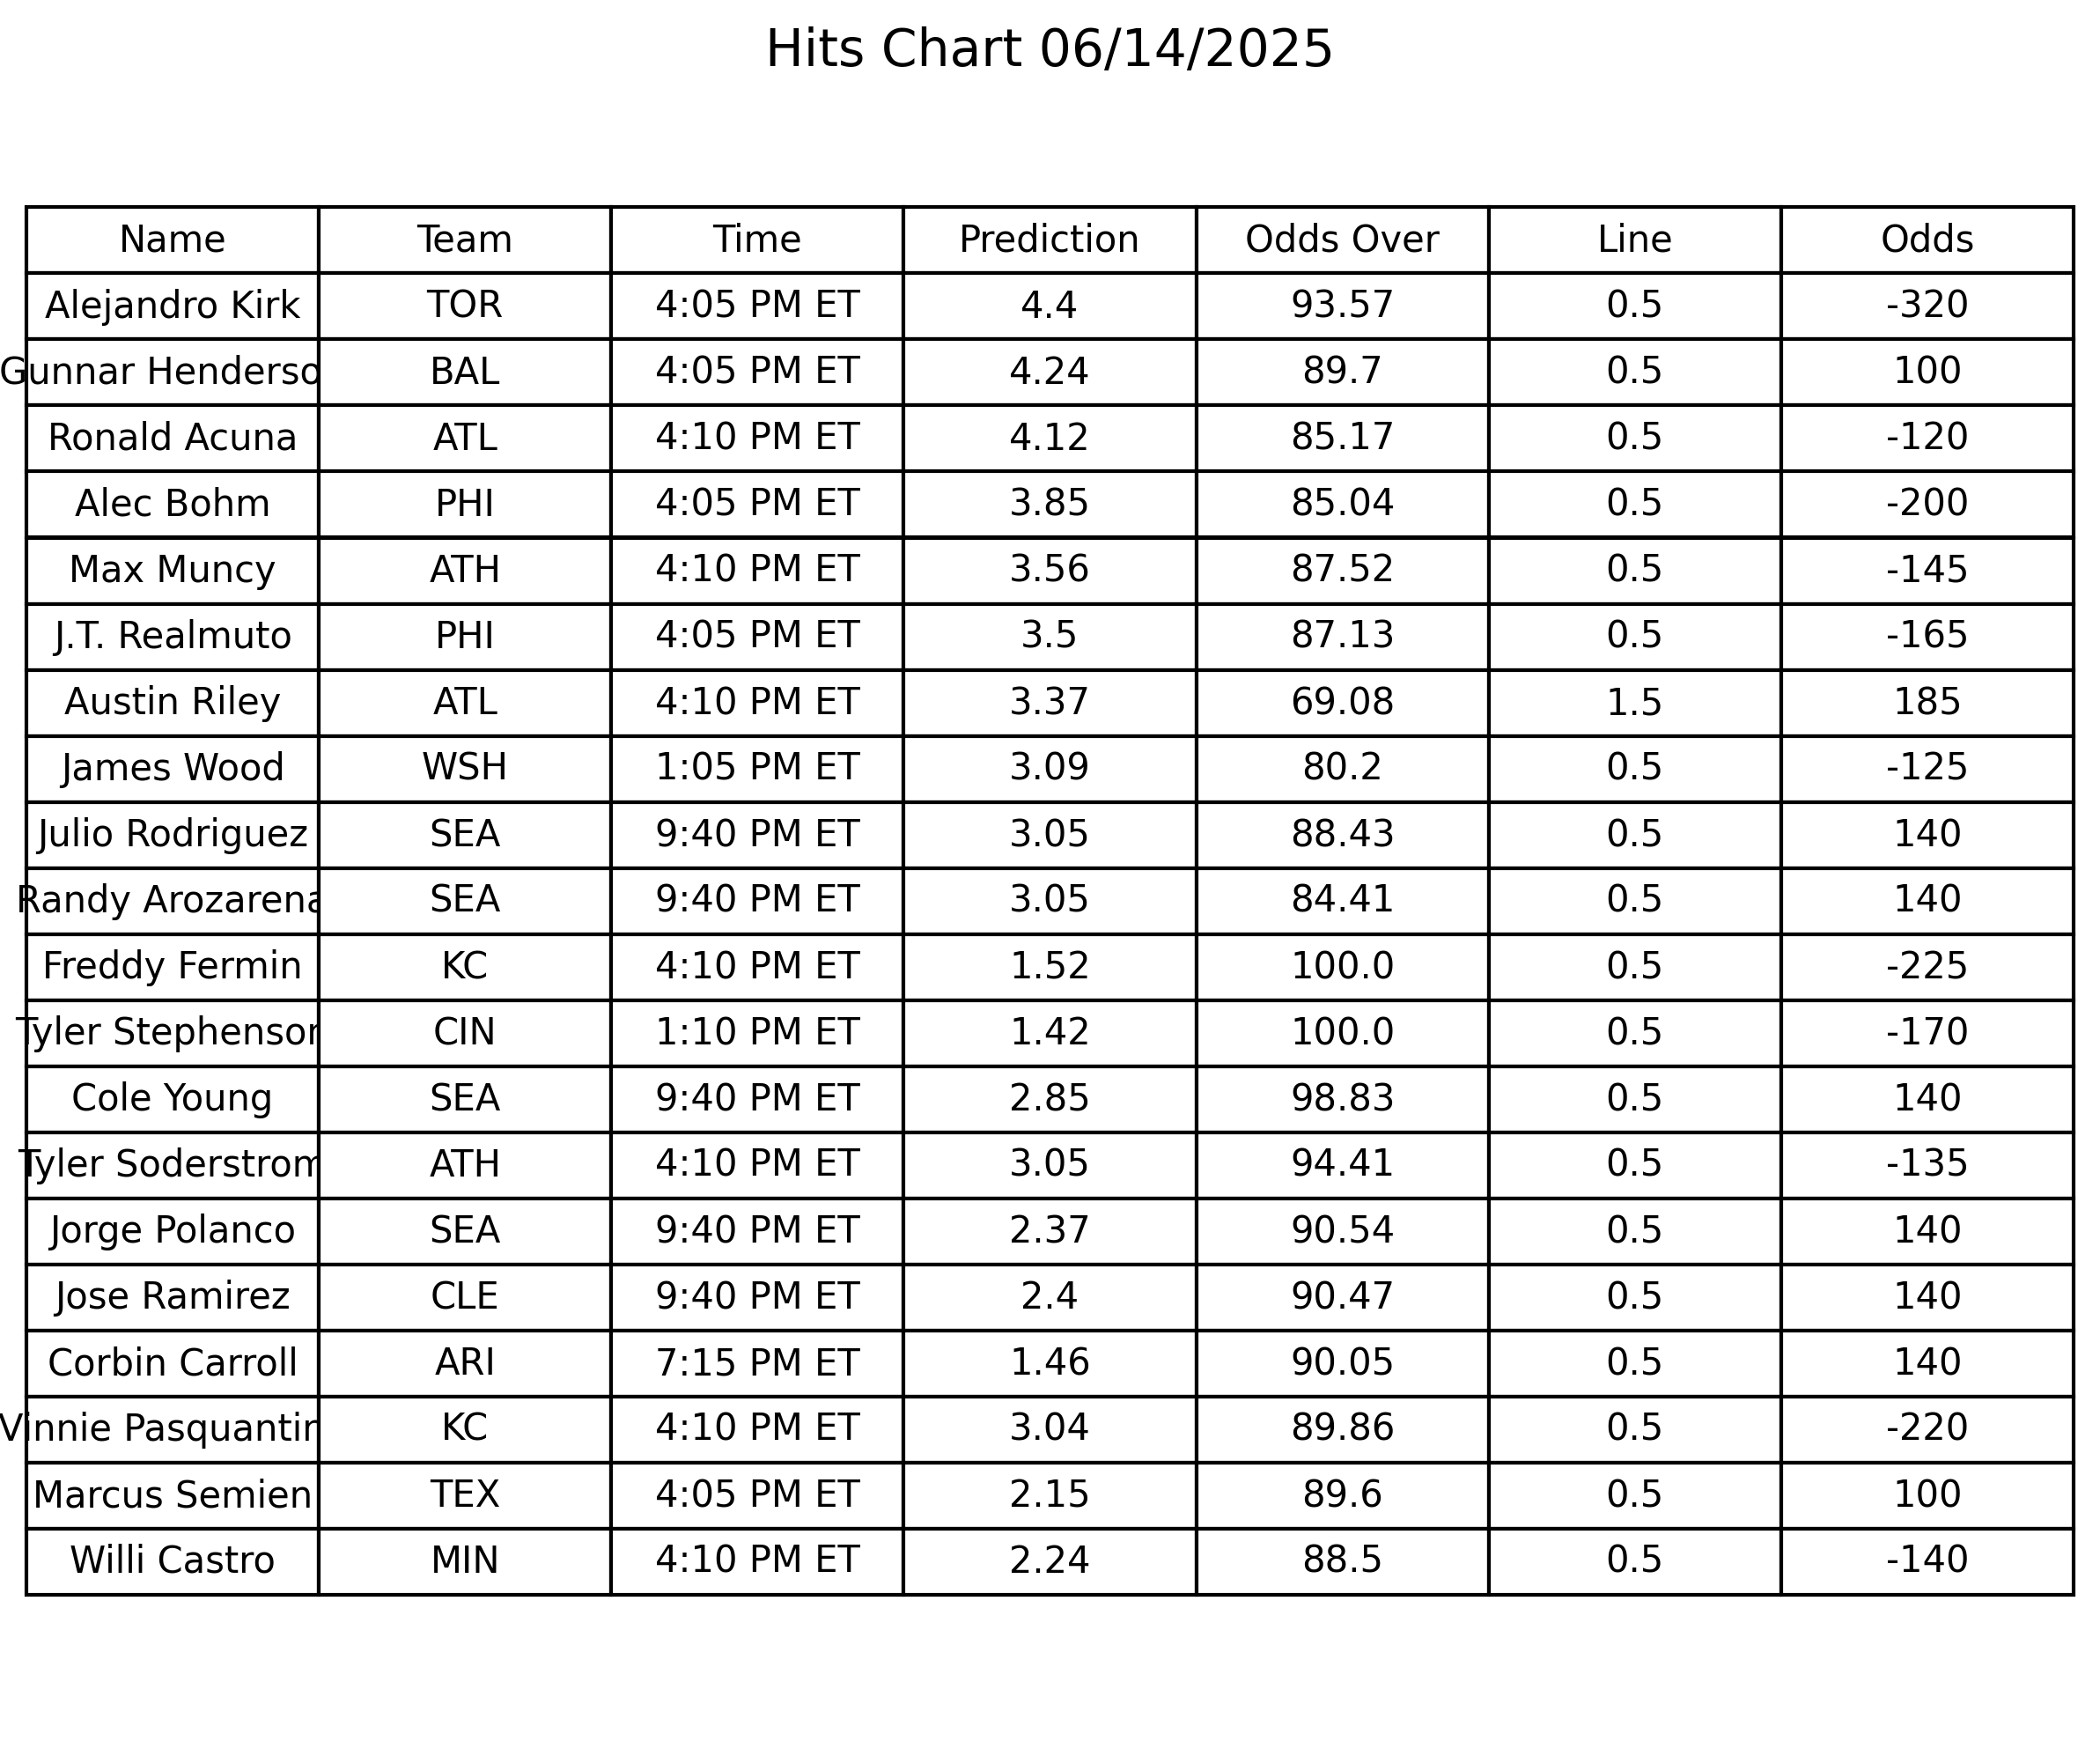 Hits Chart 06/14/2025
Name Team Time Prediction Odds Over Line Odds
Alejandro Kirk TOR 4:05 PM ET 4.4 93.57 0.5 -320
Gunnar Henderso BAL 4:05 PM ET 4.24 89.7 0.5 100
Ronald Acuna ATL 4:10 PM ET 4.12 85.17 0.5 -120
Alec Bohm PHI 4:05 PM ET 3.85 85.04 0.5 -200
Max Muncy ATH 4:10 PM ET 3.56 87.52 0.5 -145
J.T. Realmuto PHI 4:05 PM ET 3.5 87.13 0.5 -165
Austin Riley ATL 4:10 PM ET 3.37 69.08 1.5 185
James Wood WSH 1:05 PM ET 3.09 80.2 0.5 -125
Julio Rodriguez SEA 9:40 PM ET 3.05 88.43 0.5 140
Randy Arozarena SEA 9:40 PM ET 3.05 84.41 0.5 140
Freddy Fermin KC 4:10 PM ET 1.52 100.0 0.5 -225
Tyler Stephenson CIN 1:10 PM ET 1.42 100.0 0.5 -170
Cole Young SEA 9:40 PM ET 2.85 98.83 0.5 140
Tyler Soderstrom ATH 4:10 PM ET 3.05 94.41 0.5 -135
Jorge Polanco SEA 9:40 PM ET 2.37 90.54 0.5 140
Jose Ramirez CLE 9:40 PM ET 2.4 90.47 0.5 140
Corbin Carroll ARI 7:15 PM ET 1.46 90.05 0.5 140
Vinnie Pasquantin KC 4:10 PM ET 3.04 89.86 0.5 -220
Marcus Semien TEX 4:05 PM ET 2.15 89.6 0.5 100
Willi Castro MIN 4:10 PM ET 2.24 88.5 0.5 -140